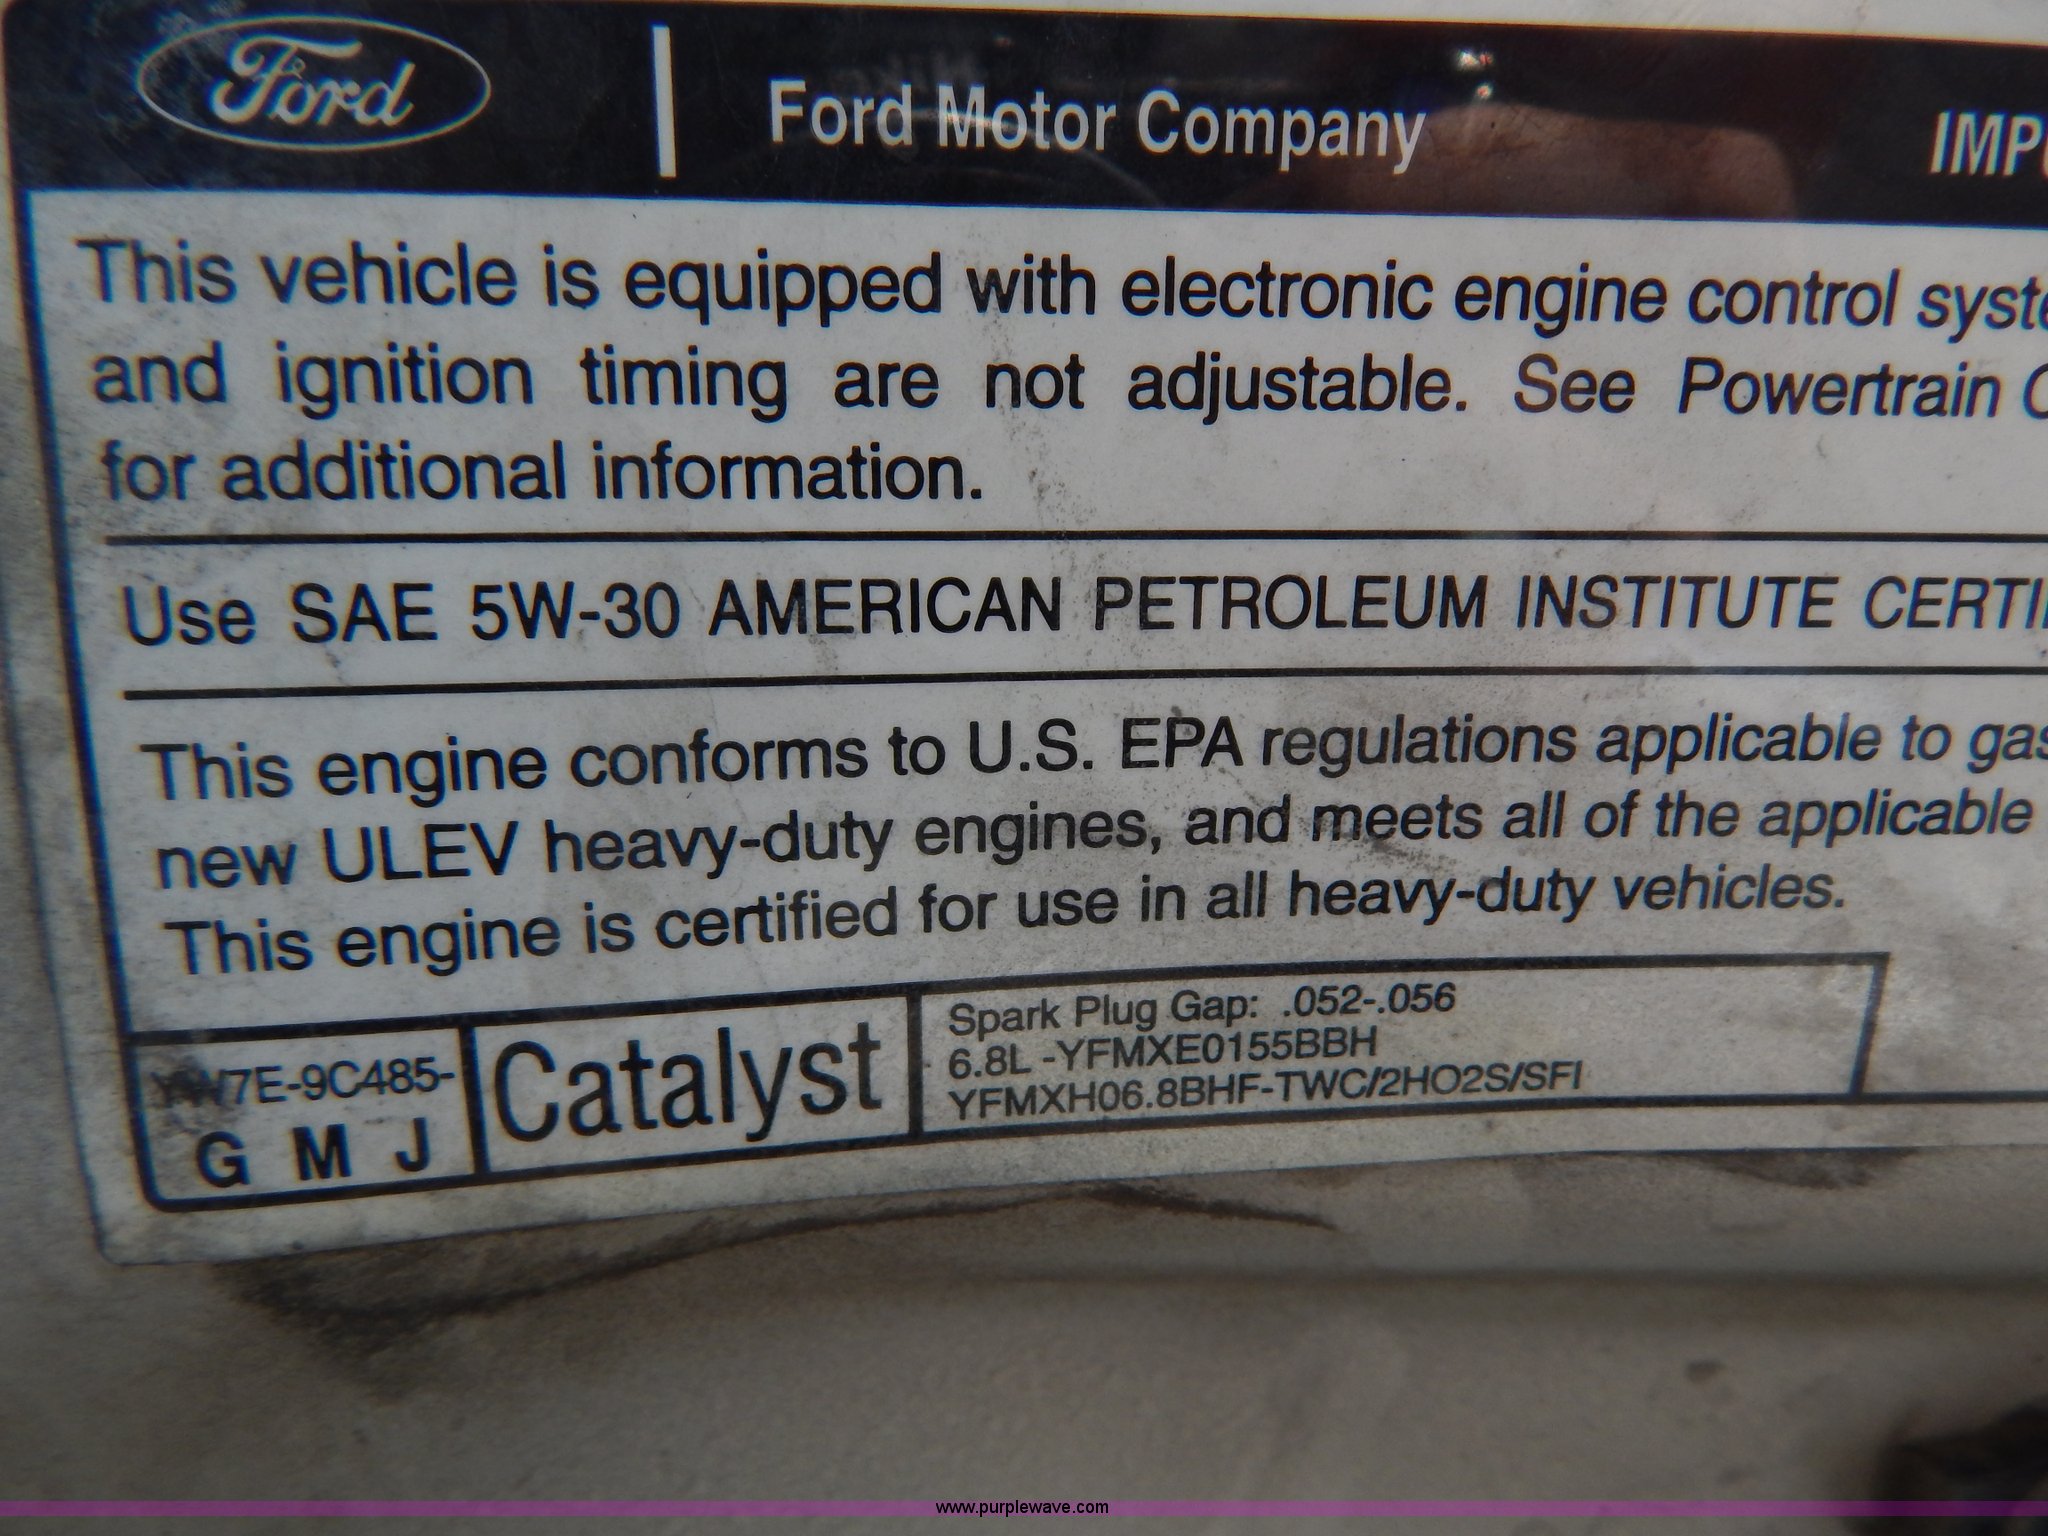 Ford
Ford Motor Company
This vehicle is equipped with electronic engine control
and ignition timing are not adjustable. See Powertrain
for additional information.
Use SAE 5W-30 AMERICAN PETROLEUM INSTITUTE
This engine conforms to U.S. EPA regulations applicable to
new ULEV heavy-duty engines, and meets all of the applicable
This engine is certified for use in all heavy-duty vehicles.
YW7E-9C485-
G M J
Catalyst
Spark Plug Gap: .052-.056
6.8L -YFMXE0155BBH
YFMXH06.8BHF-TWC/2HO2S/SFI
www.purplewave.com